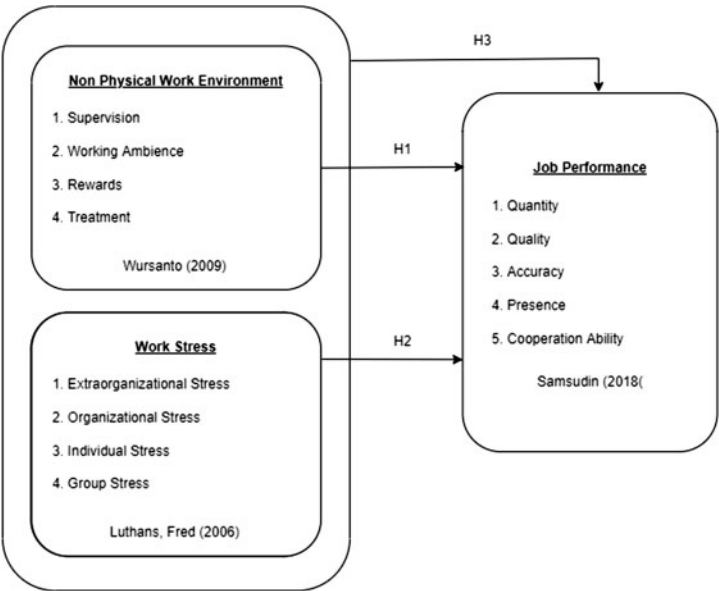 Non Physical Work Environment
1. Supervision
2. Working Ambience
3. Rewards
4. Treatment
Wursanto (2009)
Work Stress
1. Extraorganizational Stress
2. Organizational Stress
3. Individual Stress
4. Group Stress
Luthans, Fred (2006)
H3
H1
H2
Job Performance
1. Quantity
2. Quality
3. Accuracy
4. Presence
5. Cooperation Ability
Samsudin (2018(